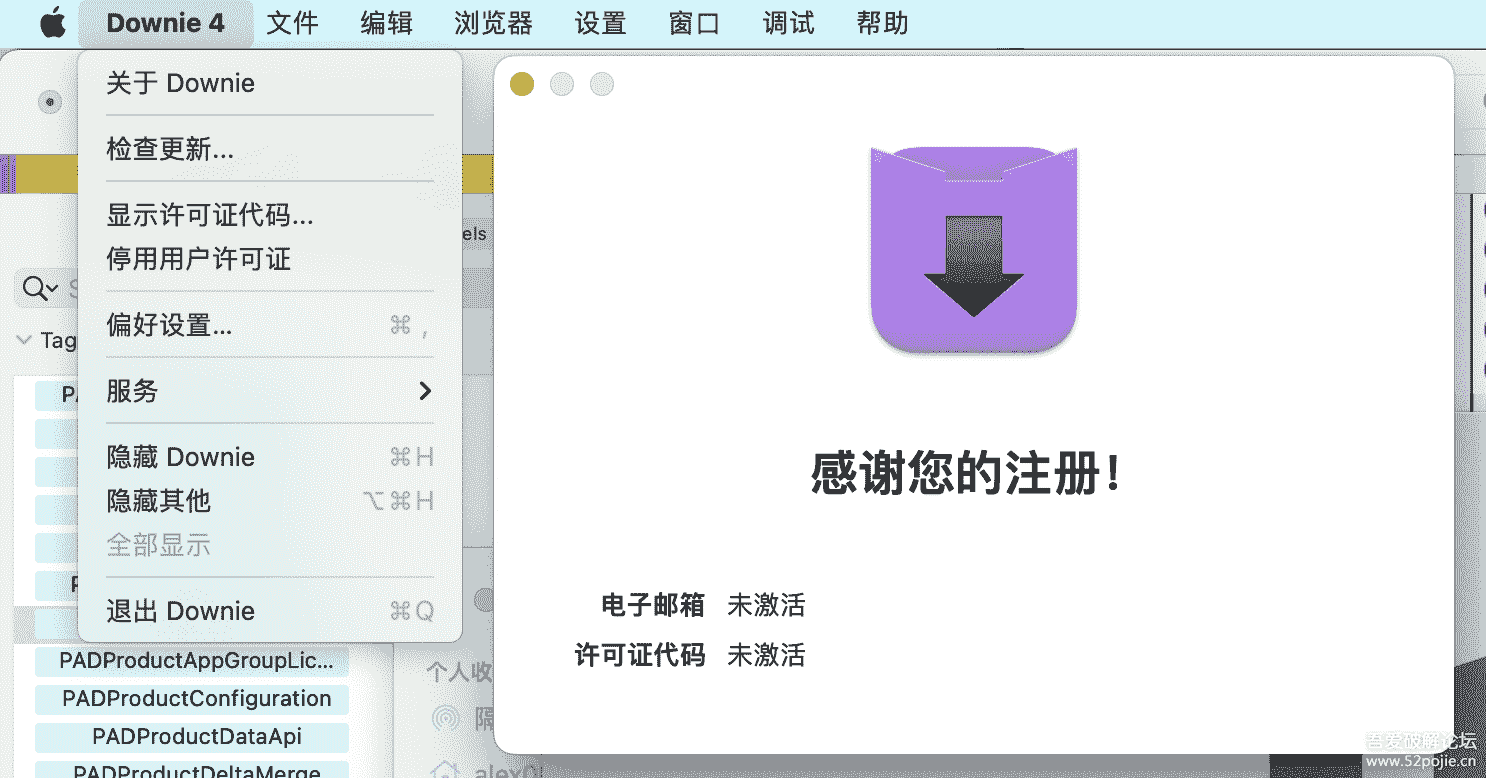 Downie 4 文件 编辑 浏览器 设置 窗口 调试 帮助
关于 Downie
检查更新...
显示许可证代码...
停用用户许可证
偏好设置... ⌘ ,
服务
隐藏 Downie ⌘H
隐藏其他 ⌥⌘H
全部显示
退出 Downie ⌘Q
els
Tag
PADProductAppGroupLic...
PADProductConfiguration
PADProductDataApi
PADProductDeltaMerge
个人收
感谢您的注册！
电子邮箱 未激活
许可证代码 未激活
吾爱破解论坛
www.52pojie.cn